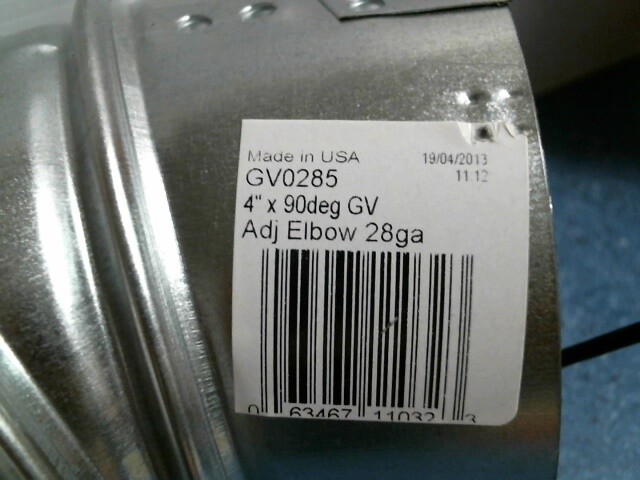 Made in USA 19/04/2013
GV0285 11.12
4" x 90deg GV
Adj Elbow 28ga
0 63467 11032 3